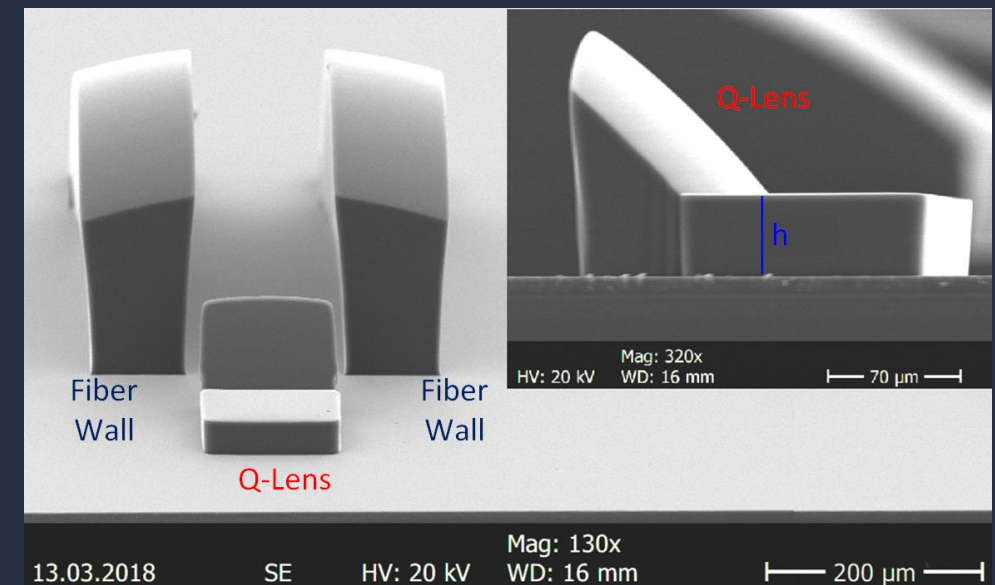 Fiber
Wall
Fiber
Wall
Q-Lens
Q-Lens
h
Mag: 320x
HV: 20 kV WD: 16 mm 70 µm
Mag: 130x
13.03.2018 SE HV: 20 kV WD: 16 mm 200 µm